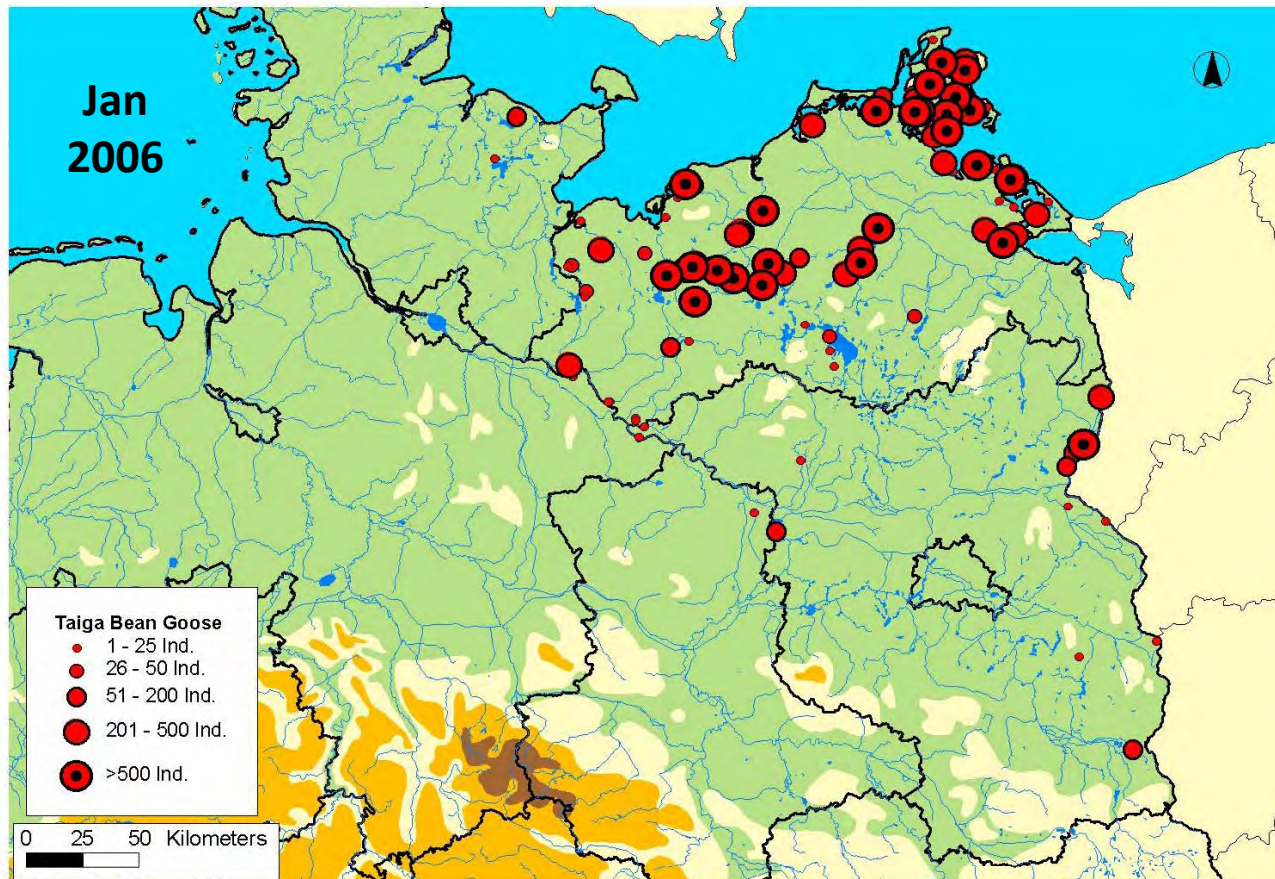 Jan
2006
Taiga Bean Goose
1 - 25 Ind.
26 - 50 Ind.
51 - 200 Ind.
201 - 500 Ind.
>500 Ind.
0 25 50 Kilometers